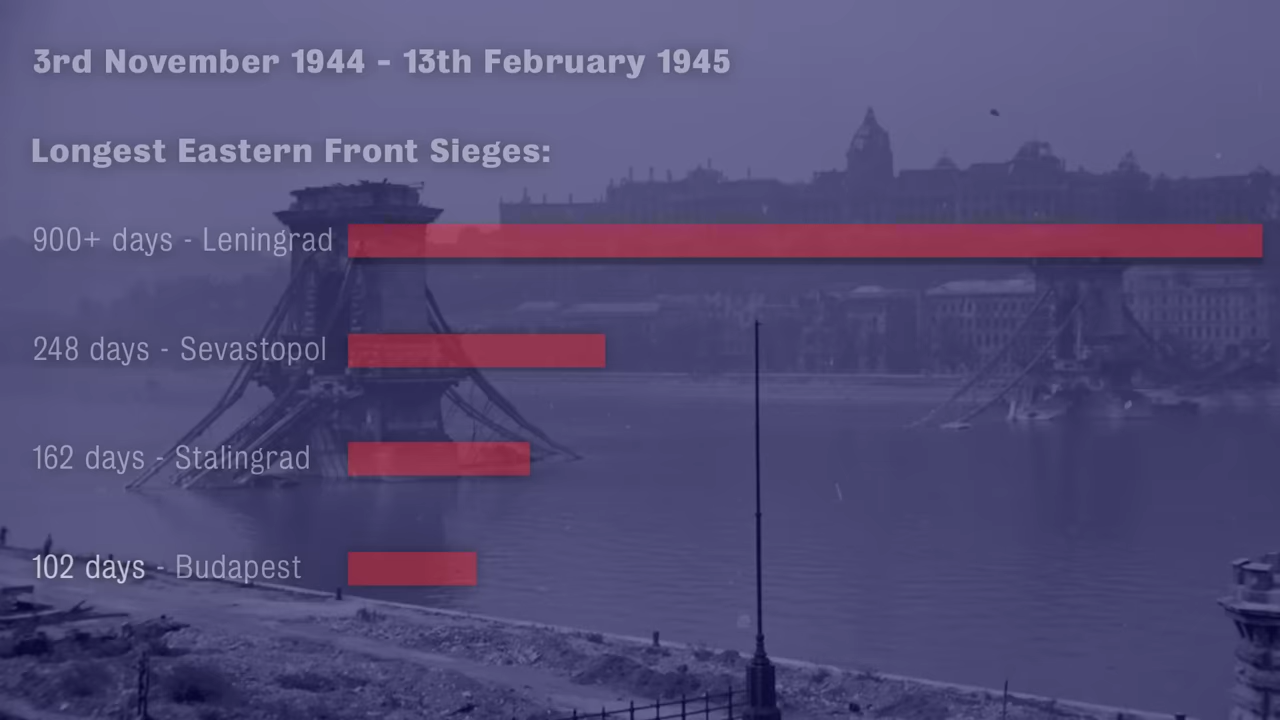 3rd November 1944 - 13th February 1945
Longest Eastern Front Sieges:
900+ days - Leningrad
248 days - Sevastopol
162 days - Stalingrad
102 days - Budapest